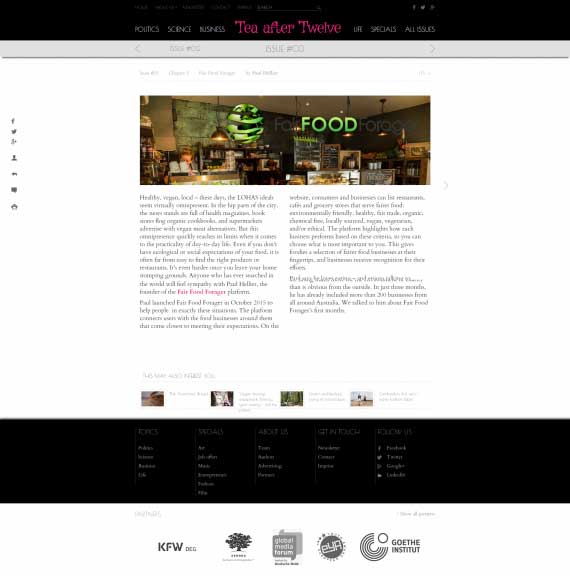 HOME ABOUT US NEWSLETTER CONTACT IMPRINT SEARCH
POLITICS SCIENCE BUSINESS Tea after Twelve LIFE SPECIALS ALL ISSUES
ISSUE #03 ISSUE #03
Issue #03 Chapter 3 Fair Food Forager by Paul Hellier
FairFOODForager
Healthy, vegan, local – these days, the LOHAS ideals
seem virtually omnipresent. In the hip parts of the city,
the news stands are full of health magazines, book
stores flog organic cookbooks, and supermarkets
advertise with vegan meat alternatives. But this
omnipresence quickly reaches its limits when it comes
to the practicality of day-to-day life. Even if you don't
have ecological or social expectations of your food, it is
often far from easy to find the right products or
restaurants. It's even harder once you leave your home
stomping grounds. Anyone who has ever searched in
the world will feel sympathy with Paul Hellier, the
founder of the Fair Food Forager platform.
Paul launched Fair Food Forager in October 2015 to
help people in exactly these situations. The platform
connects users with the food businesses around them
that come closest to meeting their expectations. On the
website, consumers and businesses can list restaurants,
cafés and grocery stores that serve fairer food:
environmentally friendly, healthy, fair trade, organic,
chemical free, locally sourced, vegan, vegetarian,
and/or ethical. The platform highlights how each
business performs based on these criteria, so you can
choose what is most important to you. This gives
foodies a selection of fairer food businesses at their
fingertips, and businesses receive recognition for their
efforts.
than is obvious from the outside. In just three months,
he has already included more than 200 businesses from
all around Australia. We talked to him about Fair Food
Forager's first months.
THIS MAY ALSO INTEREST YOU...
TOPICS SPECIALS ABOUT US GET IN TOUCH FOLLOW US
Politics Art Team Newsletter Facebook
Science Job offers Authors Contact Twitter
Business Music Advertising Imprint Google+
Life Entrepreneurs Partners LinkedIn
Fashion
Film
PARTNERS Show all partners
KFW DEG
global
media
forum
Deutsche Welle
eYa
GOETHE
INSTITUT